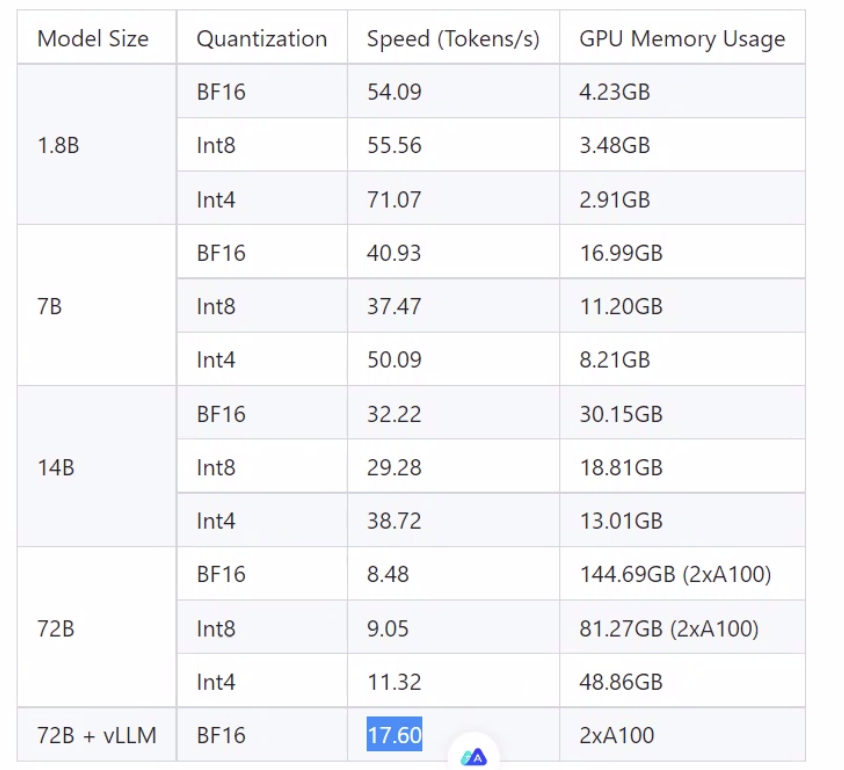 Model Size Quantization Speed (Tokens/s) GPU Memory Usage
BF16 54.09 4.23GB
1.8B Int8 55.56 3.48GB
Int4 71.07 2.91GB
BF16 40.93 16.99GB
7B Int8 37.47 11.20GB
Int4 50.09 8.21GB
BF16 32.22 30.15GB
14B Int8 29.28 18.81GB
Int4 38.72 13.01GB
BF16 8.48 144.69GB (2xA100)
72B Int8 9.05 81.27GB (2xA100)
Int4 11.32 48.86GB
72B + vLLM BF16 17.60 2xA100
A